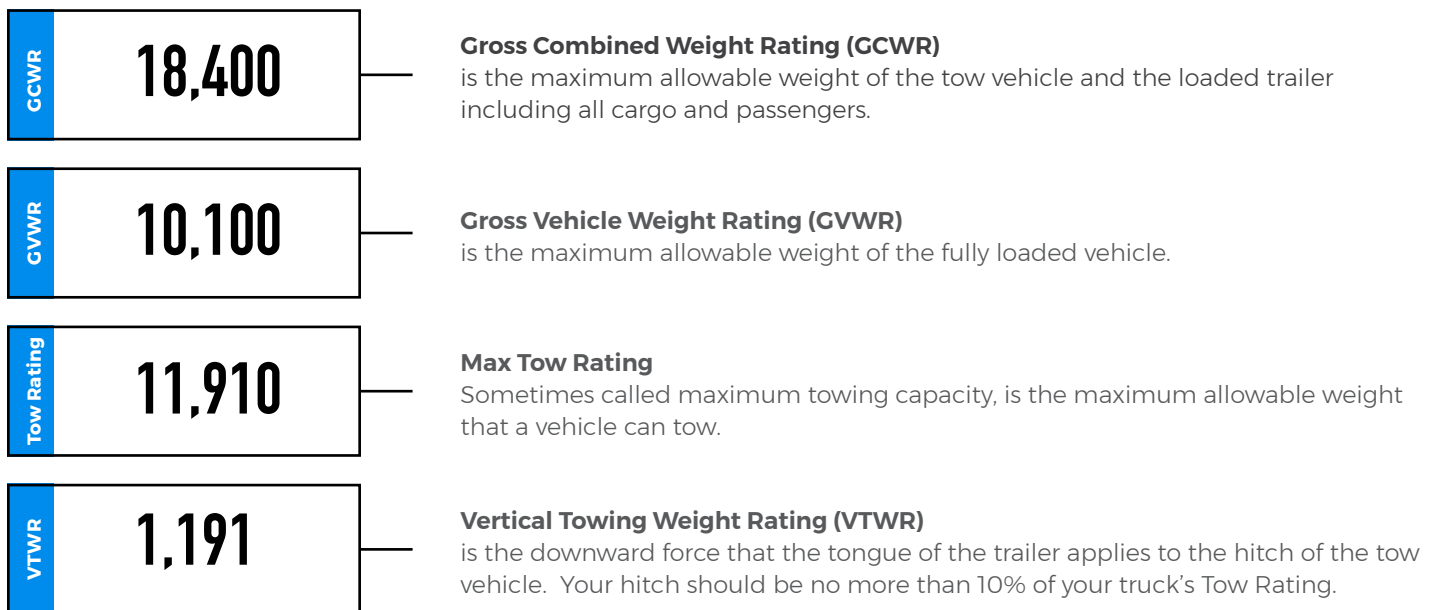 GCWR
18,400
Gross Combined Weight Rating (GCWR)
is the maximum allowable weight of the tow vehicle and the loaded trailer
including all cargo and passengers.
GVWR
10,100
Gross Vehicle Weight Rating (GVWR)
is the maximum allowable weight of the fully loaded vehicle.
Tow Rating
11,910
Max Tow Rating
Sometimes called maximum towing capacity, is the maximum allowable weight
that a vehicle can tow.
VTWR
1,191
Vertical Towing Weight Rating (VTWR)
is the downward force that the tongue of the trailer applies to the hitch of the tow
vehicle.  Your hitch should be no more than 10% of your truck's Tow Rating.